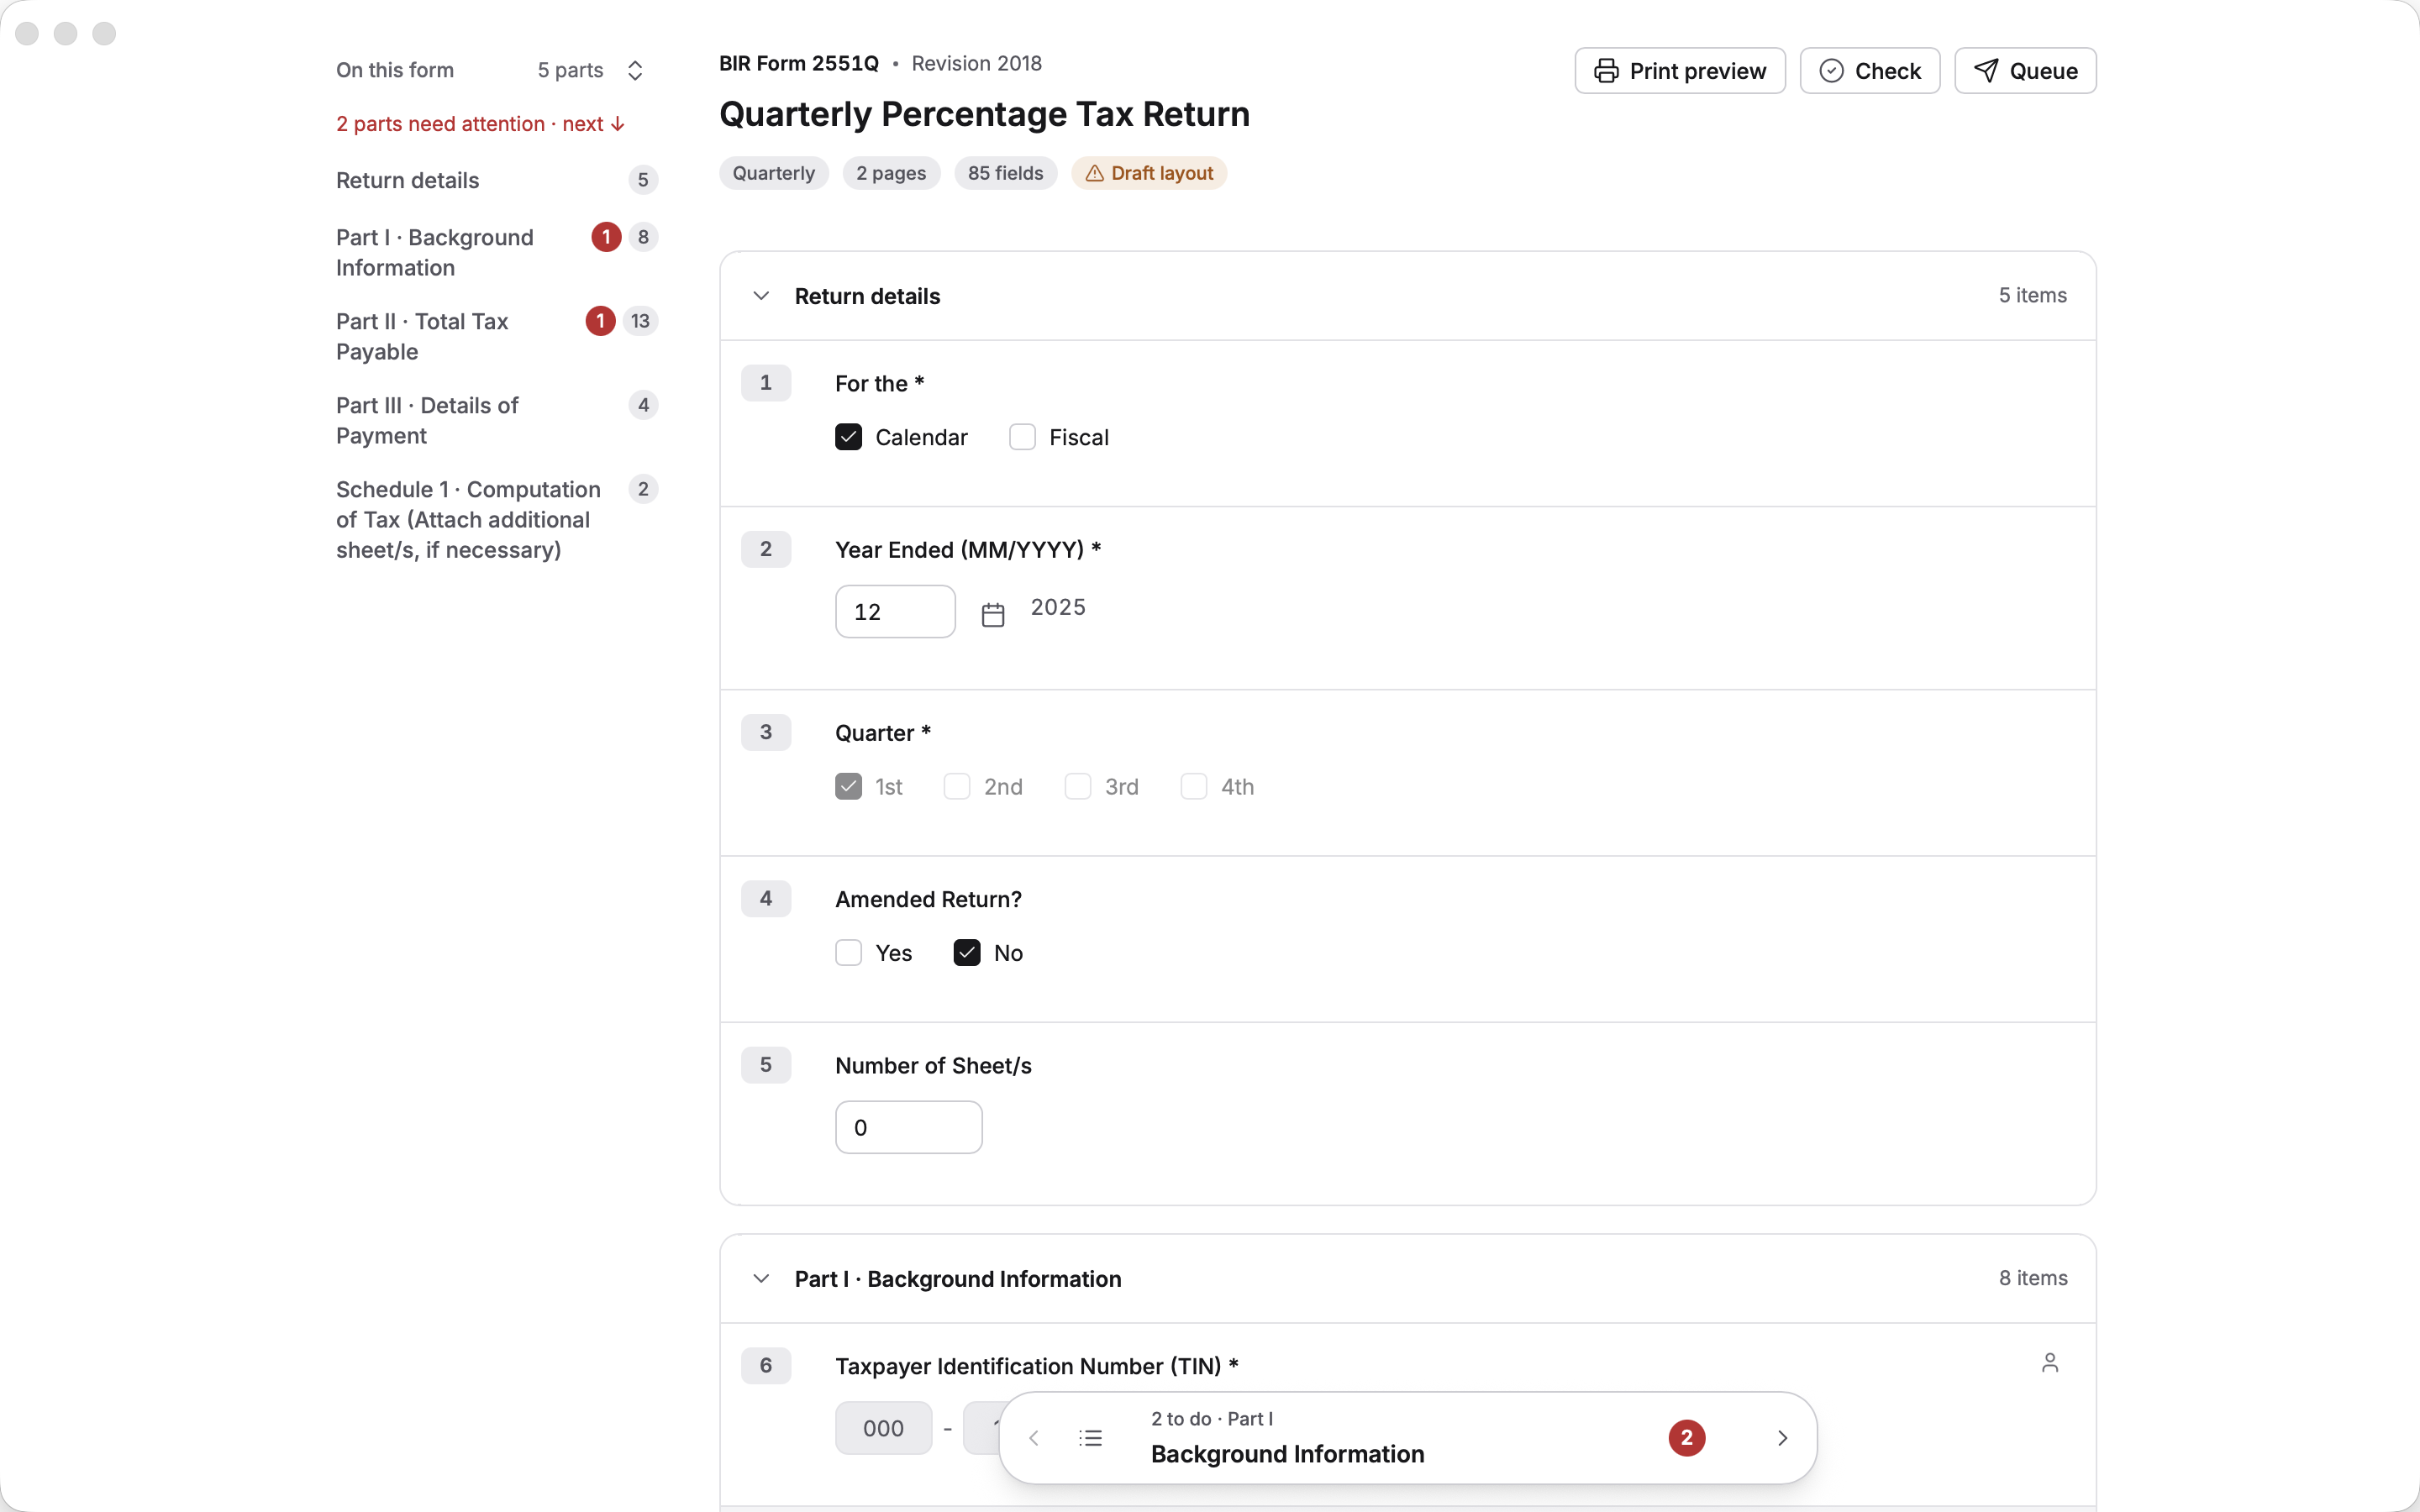 On this form 5 parts
2 parts need attention · next ↓
Return details 5
Part I · Background Information 1 8
Part II · Total Tax Payable 1 13
Part III · Details of Payment 4
Schedule 1 · Computation of Tax (Attach additional sheet/s, if necessary) 2
BIR Form 2551Q • Revision 2018
Quarterly Percentage Tax Return
Quarterly 2 pages 85 fields Draft layout
Print preview Check Queue
Return details 5 items
1 For the *
Calendar Fiscal
2 Year Ended (MM/YYYY) *
12 2025
3 Quarter *
1st 2nd 3rd 4th
4 Amended Return?
Yes No
5 Number of Sheet/s
0
Part I · Background Information 8 items
6 Taxpayer Identification Number (TIN) *
000 -
2 to do · Part I
Background Information 2